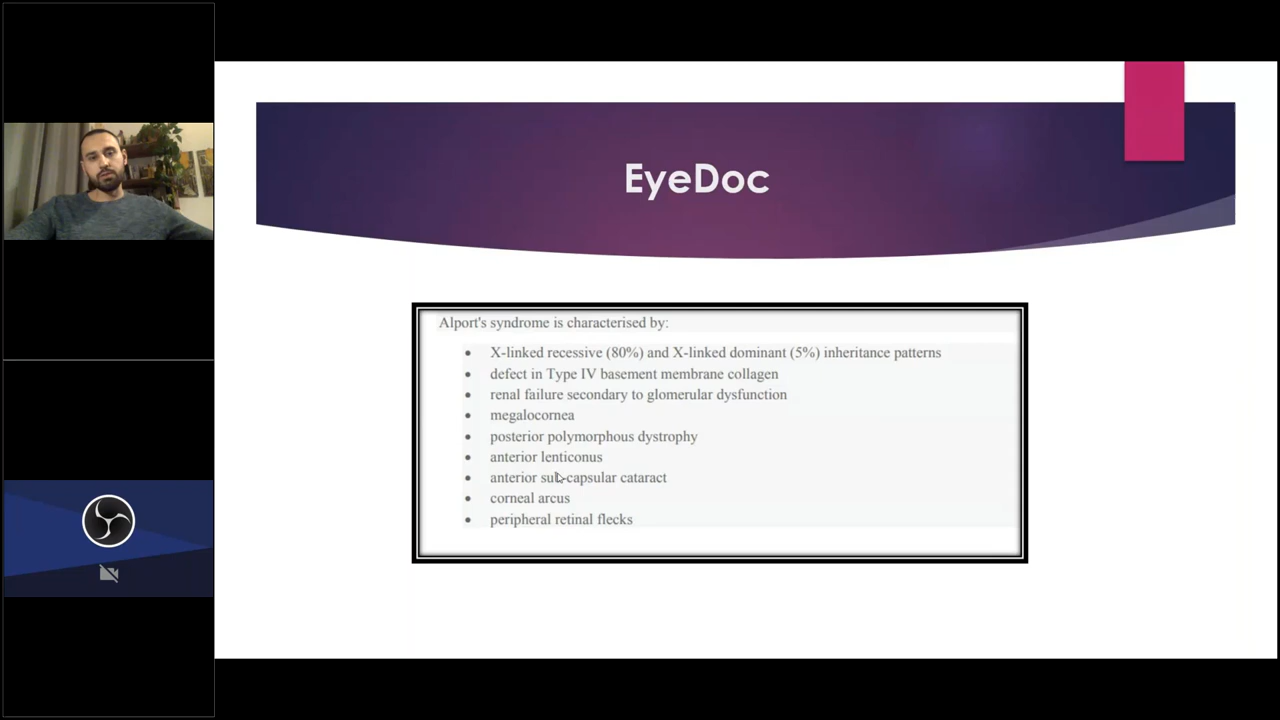 EyeDoc
Alport's syndrome is characterised by:
• X-linked recessive (80%) and X-linked dominant (5%) inheritance patterns
• defect in Type IV basement membrane collagen
• renal failure secondary to glomerular dysfunction
• megalocornea
• posterior polymorphous dystrophy
• anterior lenticonus
• anterior sub-capsular cataract
• corneal arcus
• peripheral retinal flecks